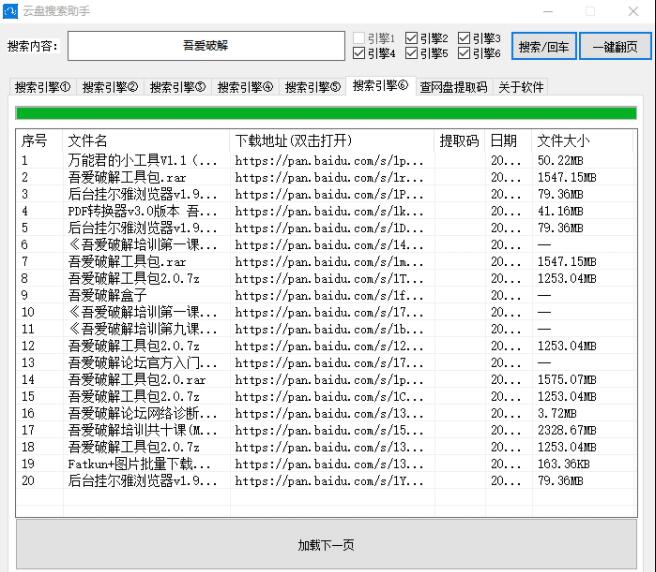 云盘搜索助手
搜索内容: 吾爱破解 引擎1 引擎2 引擎3 搜索/回车 一键翻页
引擎4 引擎5 引擎6
搜索引擎① 搜索引擎② 搜索引擎③ 搜索引擎④ 搜索引擎⑤ 搜索引擎⑥ 查网盘提取码 关于软件
序号 文件名 下载地址(双击打开) 提取码 日期 文件大小
1 万能君的小工具V1.1 (... https://pan.baidu.com/s/1p... 20... 50.22MB
2 吾爱破解工具包.rar https://pan.baidu.com/s/1r... 20... 1547.15MB
3 后台挂尔雅浏览器v1.9... https://pan.baidu.com/s/1P... 20... 79.36MB
4 PDF转换器v3.0版本 吾... https://pan.baidu.com/s/1k... 20... 41.16MB
5 后台挂尔雅浏览器v1.9... https://pan.baidu.com/s/1D... 20... 79.36MB
6 《吾爱破解培训第一课... https://pan.baidu.com/s/14... 20... —
7 吾爱破解工具包.rar https://pan.baidu.com/s/1m... 20... 1547.15MB
8 吾爱破解工具包2.0.7z https://pan.baidu.com/s/1T... 20... 1253.04MB
9 吾爱破解盒子 https://pan.baidu.com/s/1f... 20... —
10 《吾爱破解培训第一课... https://pan.baidu.com/s/17... 20... —
11 《吾爱破解培训第九课... https://pan.baidu.com/s/1b... 20... —
12 吾爱破解工具包2.0.7z https://pan.baidu.com/s/12... 20... 1253.04MB
13 吾爱破解论坛官方入门... https://pan.baidu.com/s/17... 20... —
14 吾爱破解工具包2.0.rar https://pan.baidu.com/s/1p... 20... 1575.07MB
15 吾爱破解工具包2.0.7z https://pan.baidu.com/s/1C... 20... 1253.04MB
16 吾爱破解论坛网络诊断... https://pan.baidu.com/s/13... 20... 3.72MB
17 吾爱破解培训共十课(M... https://pan.baidu.com/s/15... 20... 2328.67MB
18 吾爱破解工具包2.0.7z https://pan.baidu.com/s/13... 20... 1253.04MB
19 Fatkun+图片批量下载... https://pan.baidu.com/s/13... 20... 163.36KB
20 后台挂尔雅浏览器v1.9... https://pan.baidu.com/s/1Y... 20... 79.36MB
加载下一页